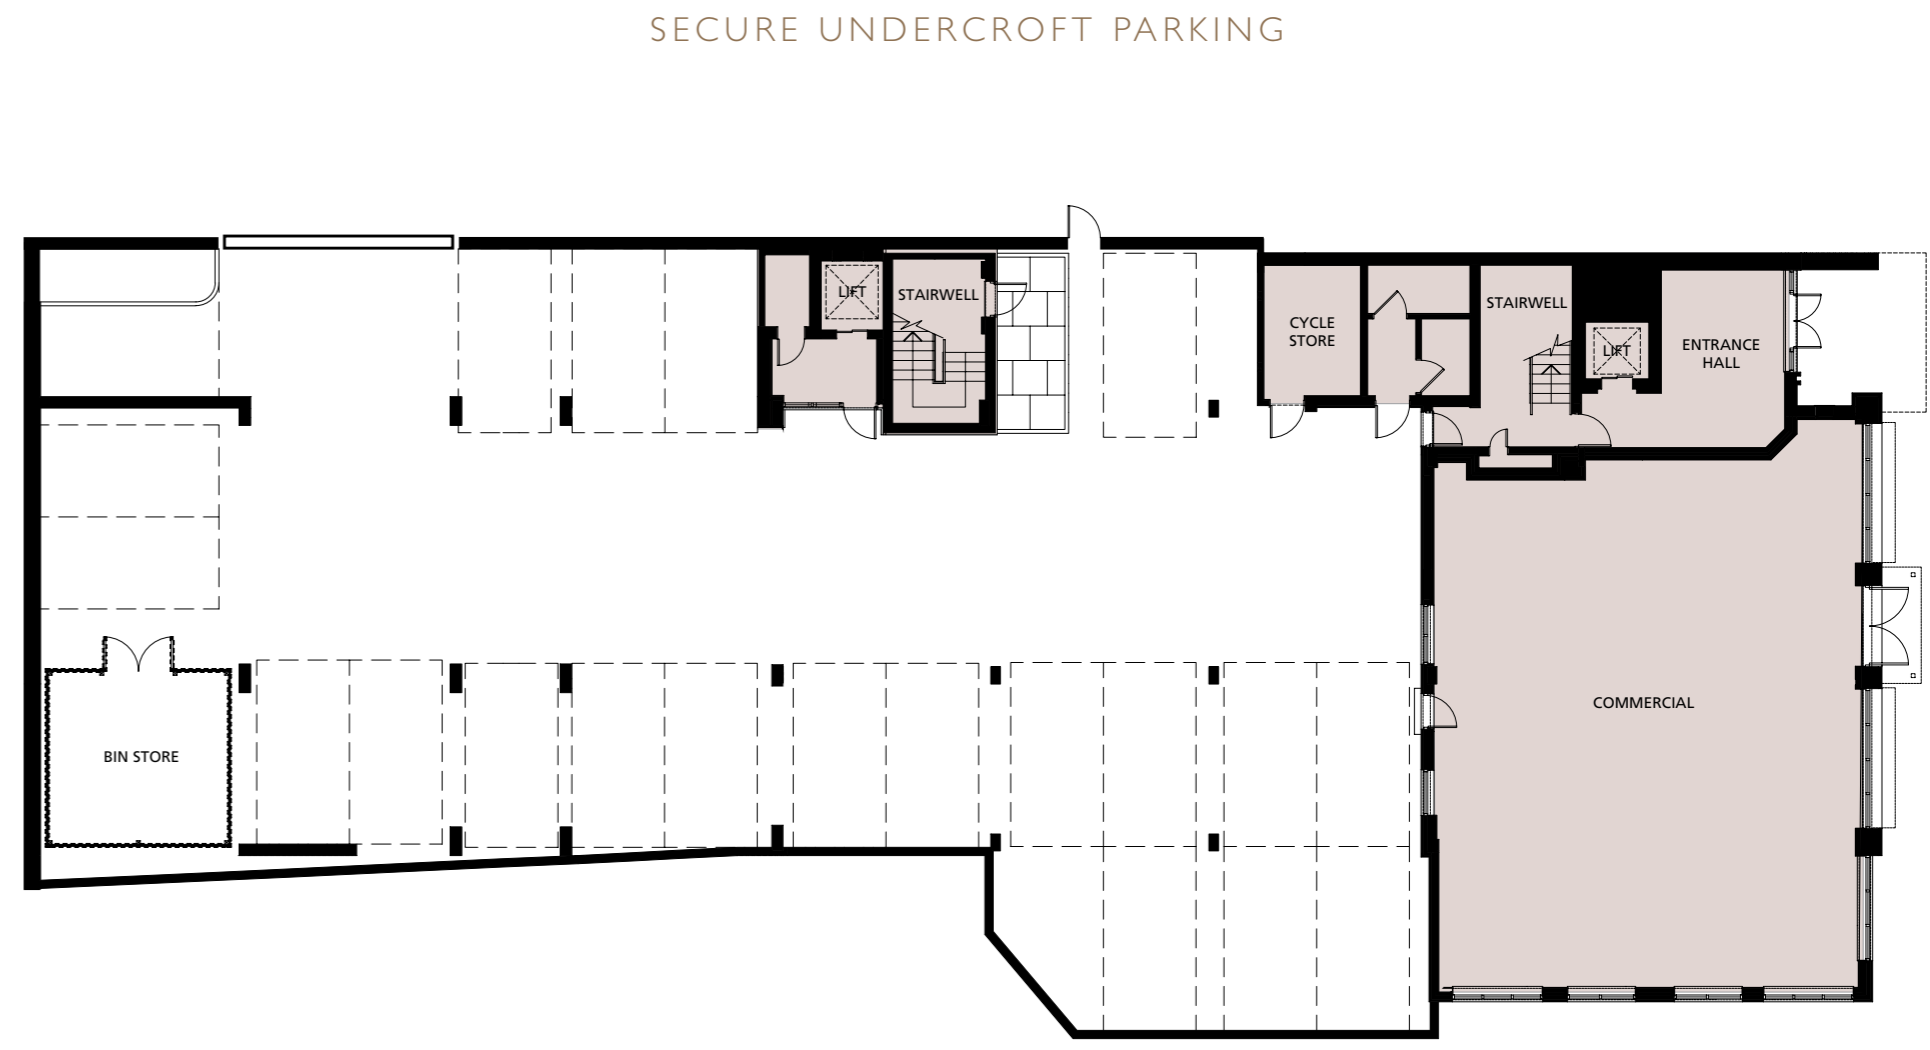 SECURE UNDERCROFT PARKING
LIFT
STAIRWELL
CYCLE
STORE
STAIRWELL
LIFT
ENTRANCE
HALL
COMMERCIAL
BIN STORE